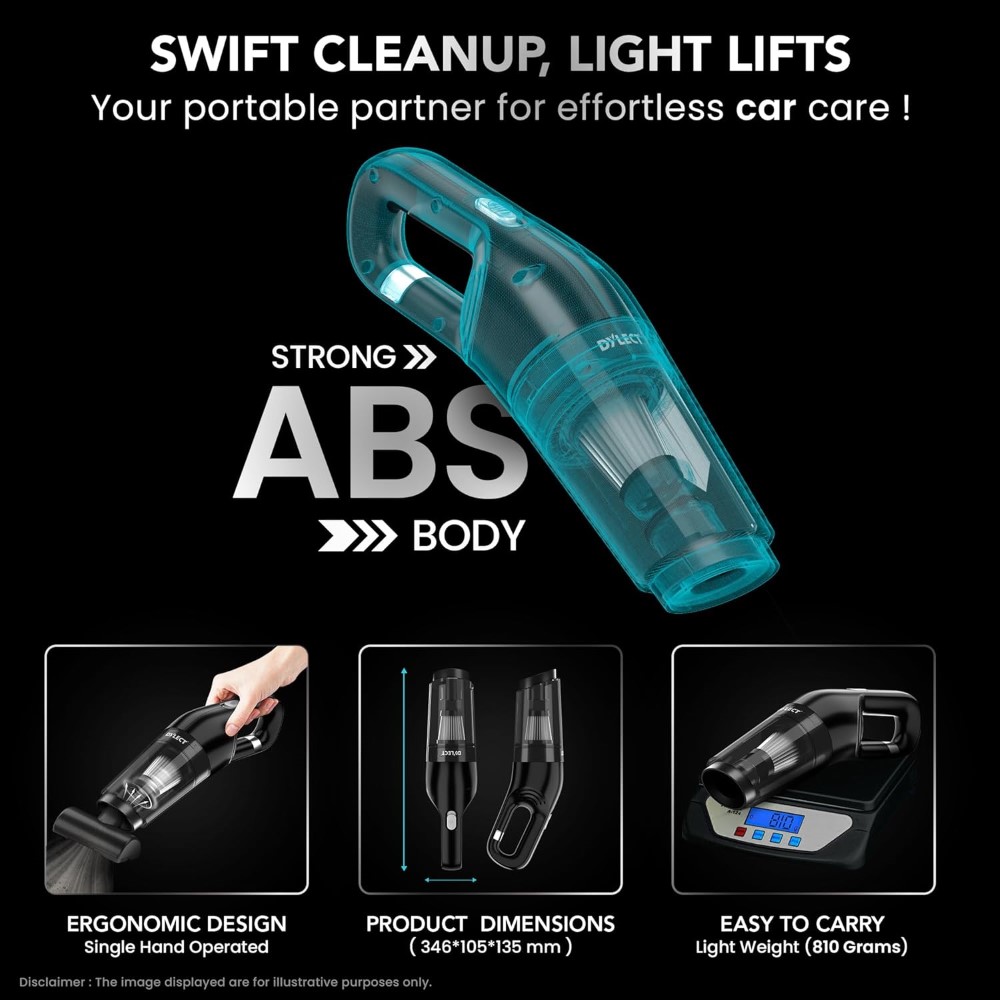 SWIFT CLEANUP, LIGHT LIFTS
Your portable partner for effortless car care !
DYLECT
STRONG
ABS
BODY
DYLECT
DYLECT
810
ERGONOMIC DESIGN
Single Hand Operated
PRODUCT DIMENSIONS
( 346*105*135 mm )
EASY TO CARRY
Light Weight (810 Grams)
Disclaimer : The image displayed are for illustrative purposes only.